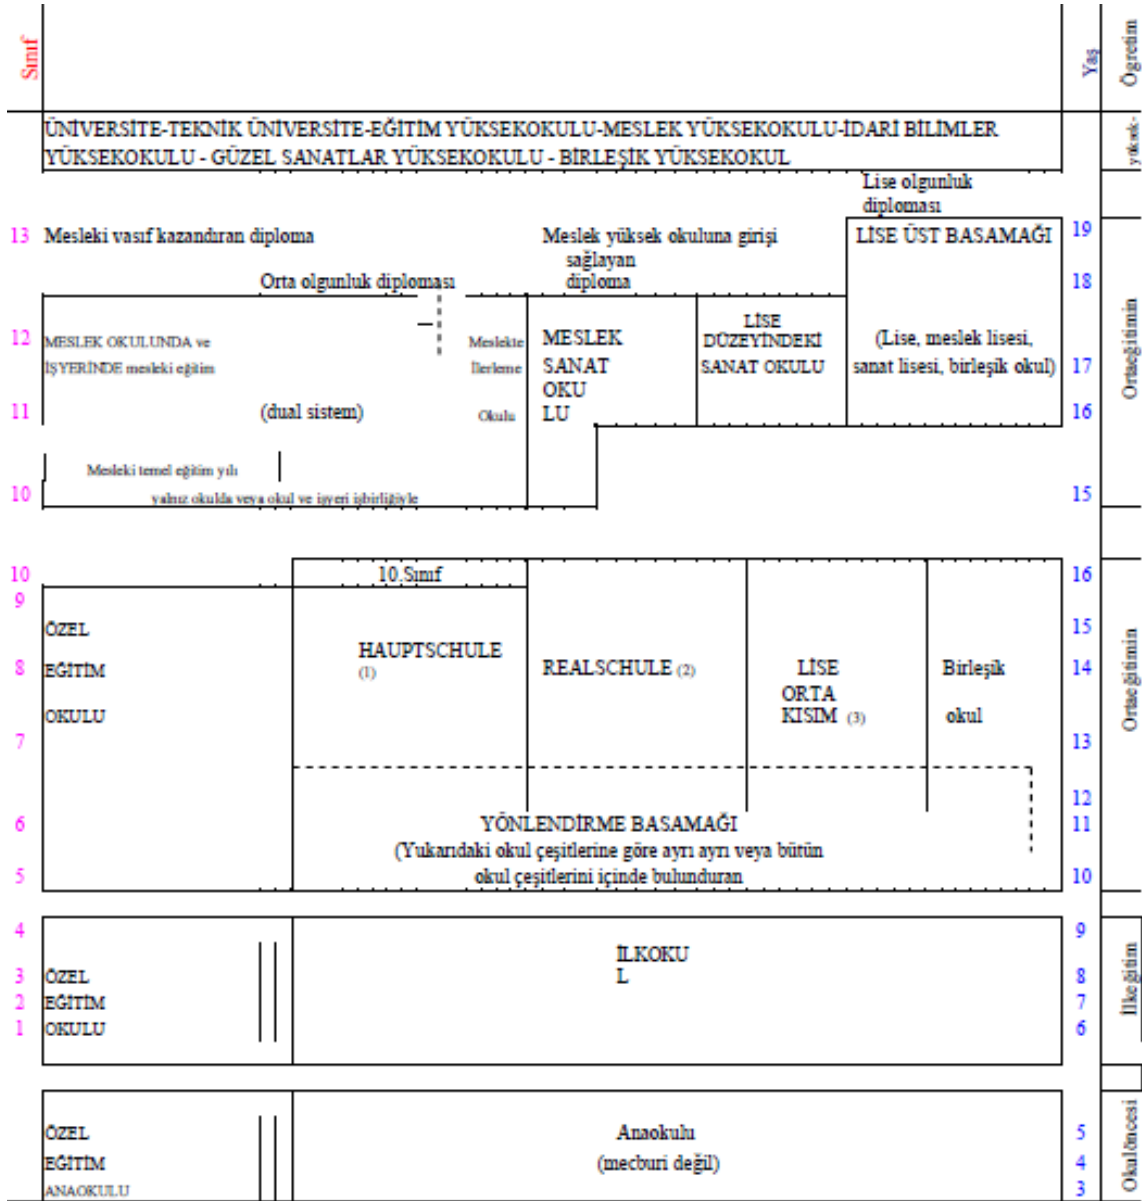 Sınıf
Yaş
Ögretim
ÜNİVERSİTE-TEKNİK ÜNİVERSİTE-EĞİTİM YÜKSEKOKULU-MESLEK YÜKSEKOKULU-İDARİ BİLİMLER
YÜKSEKOKULU - GÜZEL SANATLAR YÜKSEKOKULU - BİRLEŞİK YÜKSEKOKUL
yüksek-
Lise olgunluk
diploması
13 Mesleki vasıf kazandıran diploma
Meslek yüksek okuluna girişi
sağlayan
diploma
LİSE ÜST BASAMAĞI
19
Orta olgunluk diploması
18
12 MESLEK OKULUNDA ve
İŞYERİNDE mesleki eğitim
Meslekte
İlerleme
Okulu
MESLEK
SANAT
OKU
LU
LİSE
DÜZEYİNDEKİ
SANAT OKULU
(Lise, meslek lisesi,
sanat lisesi, birleşik okul)
17
Ortaeğitimin
11
(dual sistem)
16
Mesleki temel eğitim yılı
10
yalnız okulda veya okul ve işyeri işbirliğiyle
15
10
10.Sınıf
16
9
ÖZEL
15
8
EĞİTİM
HAUPTSCHULE
(1)
REALSCHULE (2)
LİSE
ORTA
KISIM (3)
Birleşik
okul
14
OKULU
7
13
Ortaeğitimin
12
6
YÖNLENDİRME BASAMAĞI
11
(Yukarıdaki okul çeşitlerine göre ayrı ayrı veya bütün
5
okul çeşitlerini içinde bulunduran
10
4
9
İLKOKU
L
3 ÖZEL
8
2 EĞİTİM
7
1 OKULU
6
İlkeğitim
ÖZEL
Anaokulu
5
EĞİTİM
(mecburi değil)
4
ANAOKULU
3
Okulöncesi